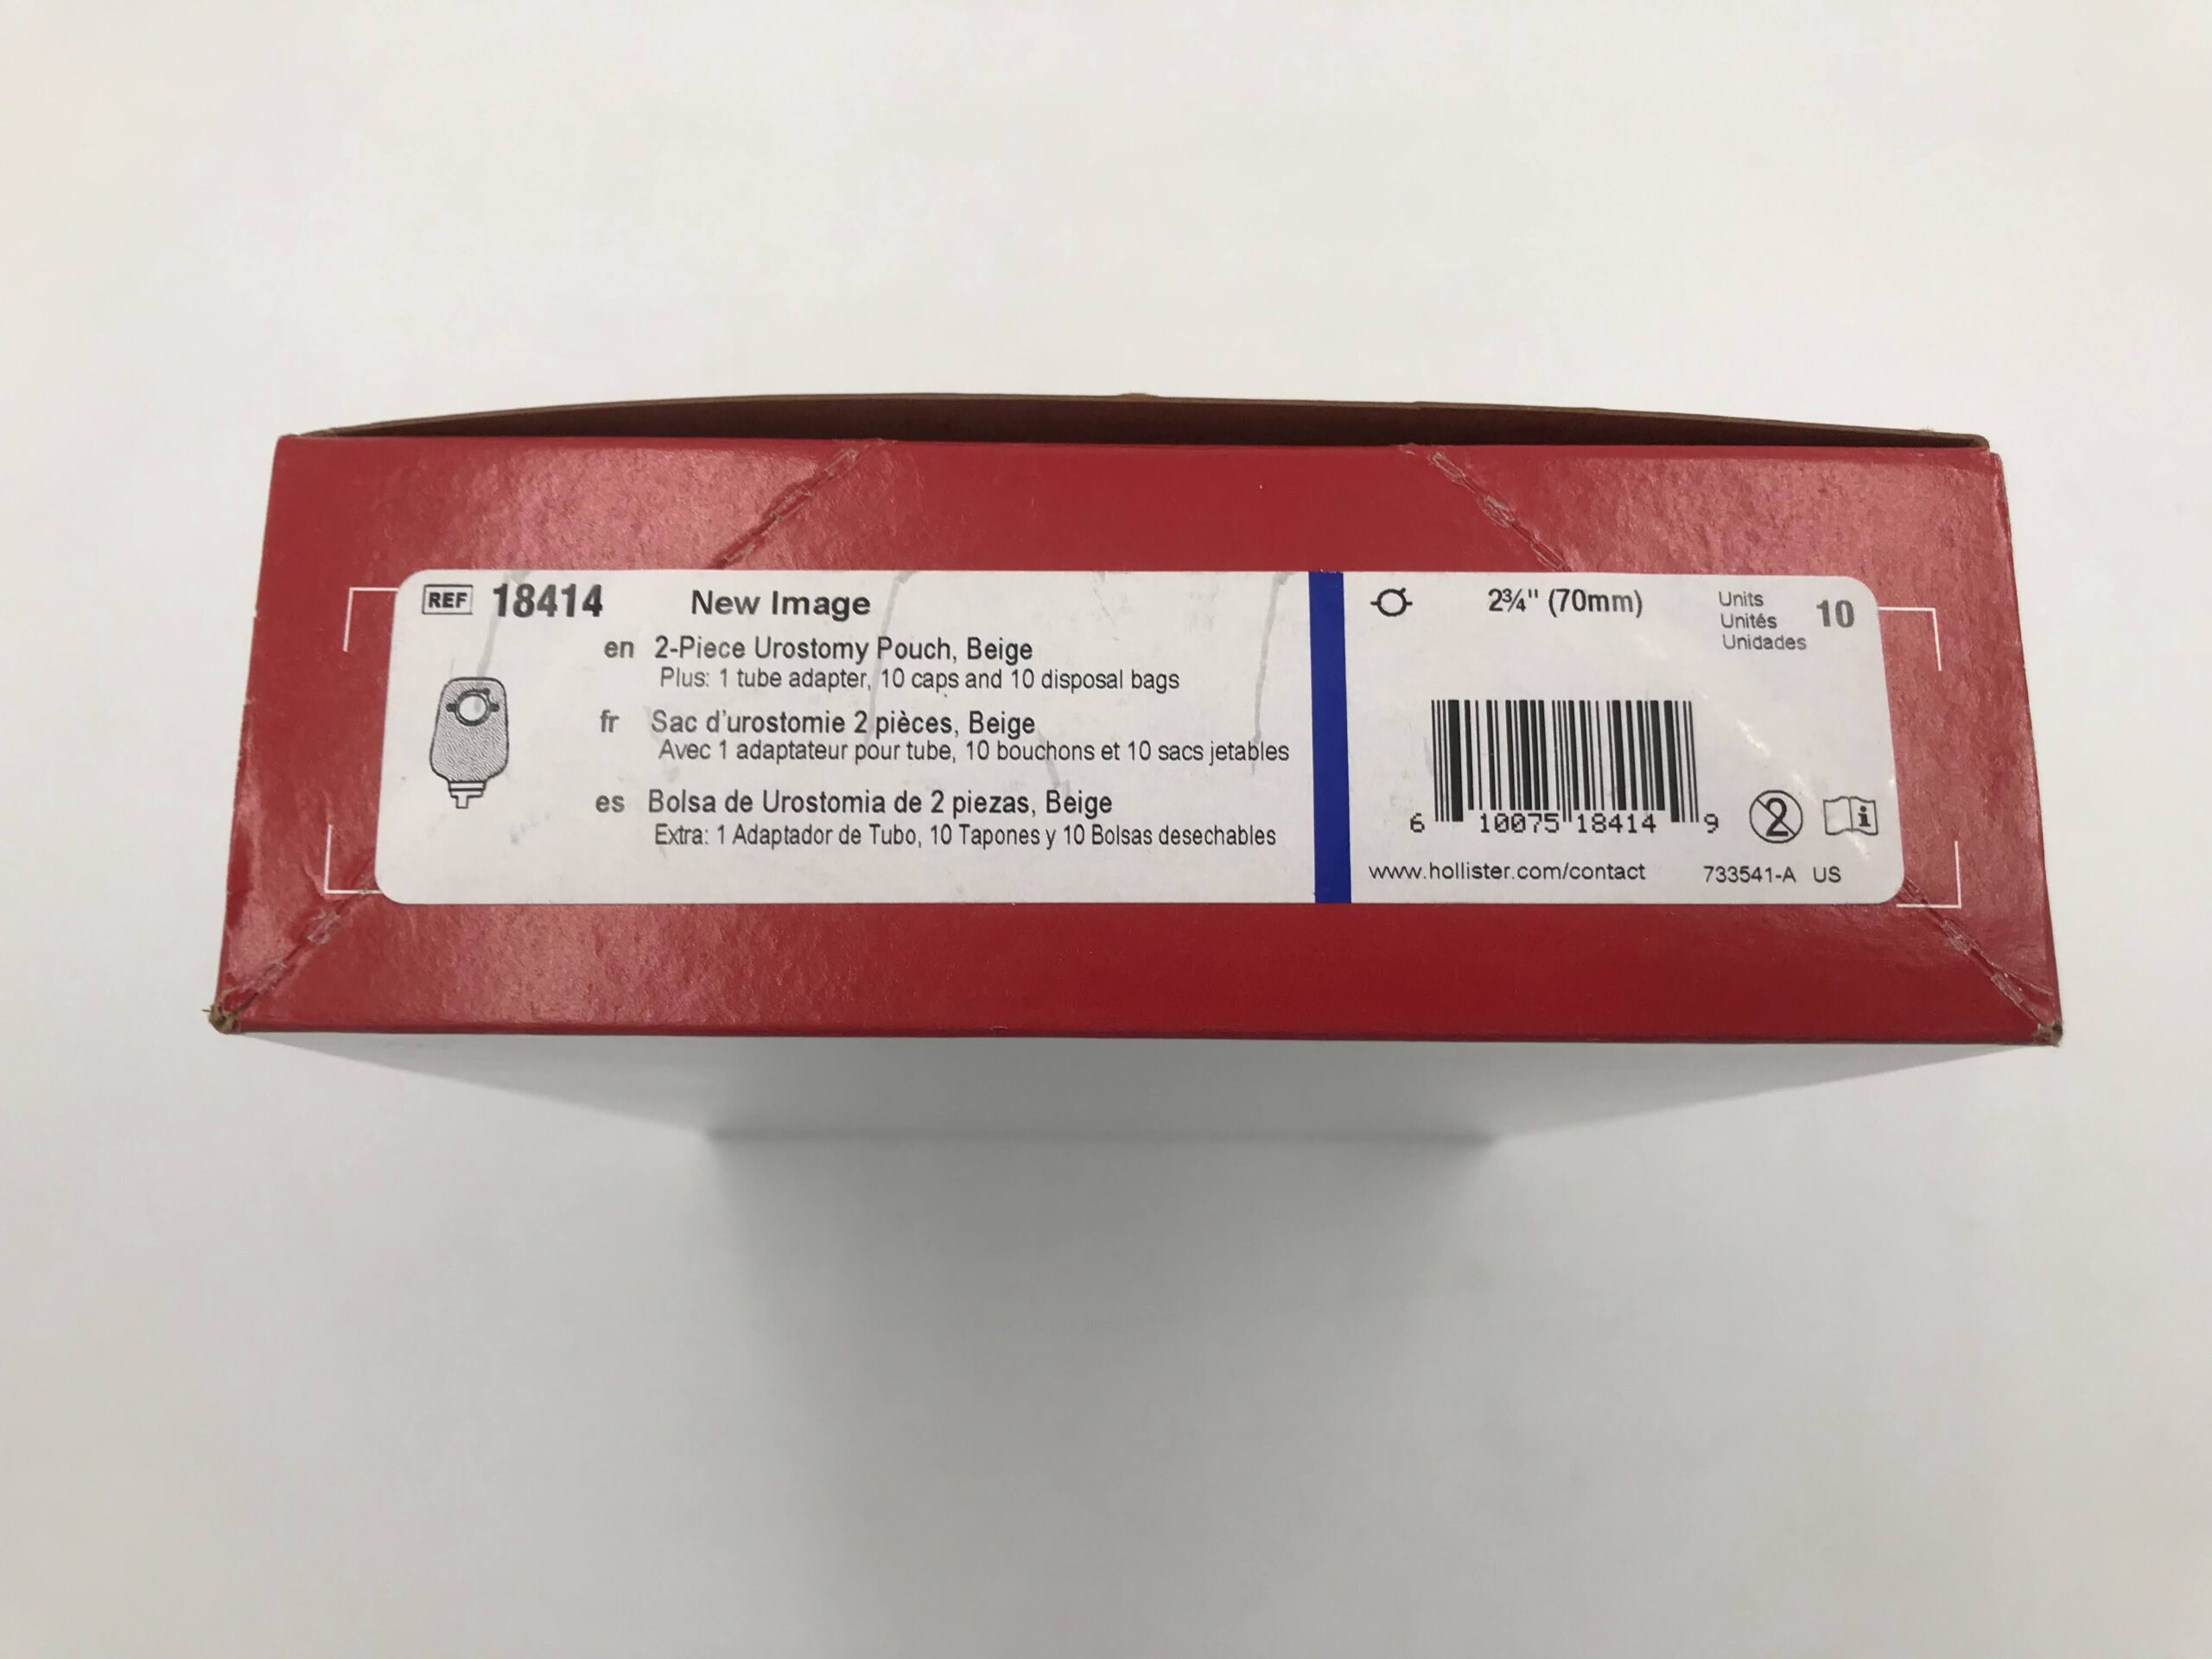 REF 18414 New Image
en 2-Piece Urostomy Pouch, Beige
Plus: 1 tube adapter, 10 caps and 10 disposal bags
fr Sac d'urostomie 2 pièces, Beige
Avec 1 adaptateur pour tube, 10 bouchons et 10 sacs jetables
es Bolsa de Urostomia de 2 piezas, Beige
Extra: 1 Adaptador de Tubo, 10 Tapones y 10 Bolsas desechables
2¾" (70mm)
Units
Unités 10
Unidades
6 10075 18414 9
2
i
www.hollister.com/contact 733541-A US